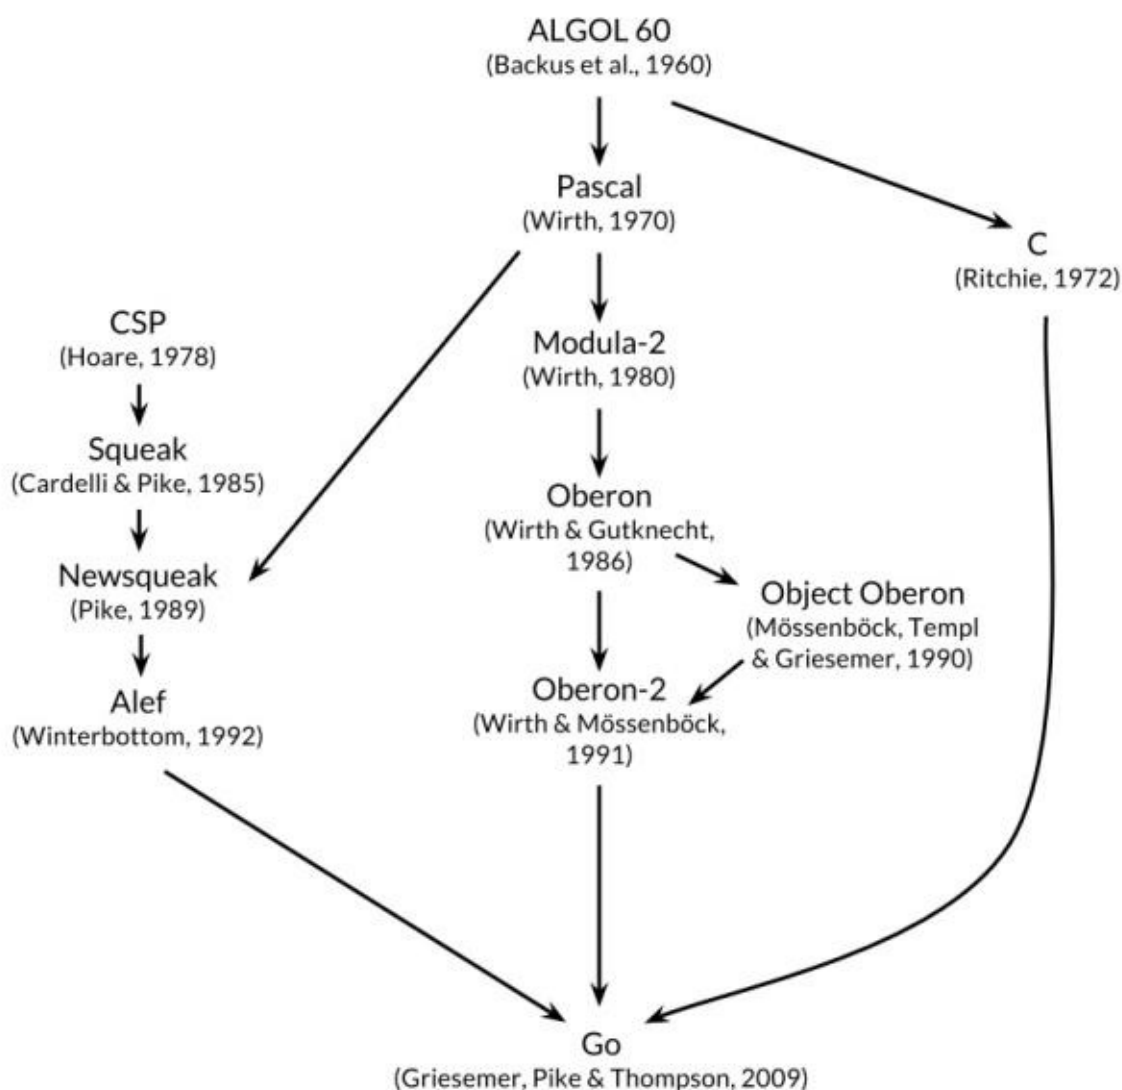 ALGOL 60
(Backus et al., 1960)
Pascal
(Wirth, 1970)
C
(Ritchie, 1972)
CSP
(Hoare, 1978)
Modula-2
(Wirth, 1980)
Squeak
(Cardelli & Pike, 1985)
Oberon
(Wirth & Gutknecht,
1986)
Newsqueak
(Pike, 1989)
Object Oberon
(Mössenböck, Templ
& Griesemer, 1990)
Oberon-2
(Wirth & Mössenböck,
1991)
Alef
(Winterbottom, 1992)
Go
(Griesemer, Pike & Thompson, 2009)